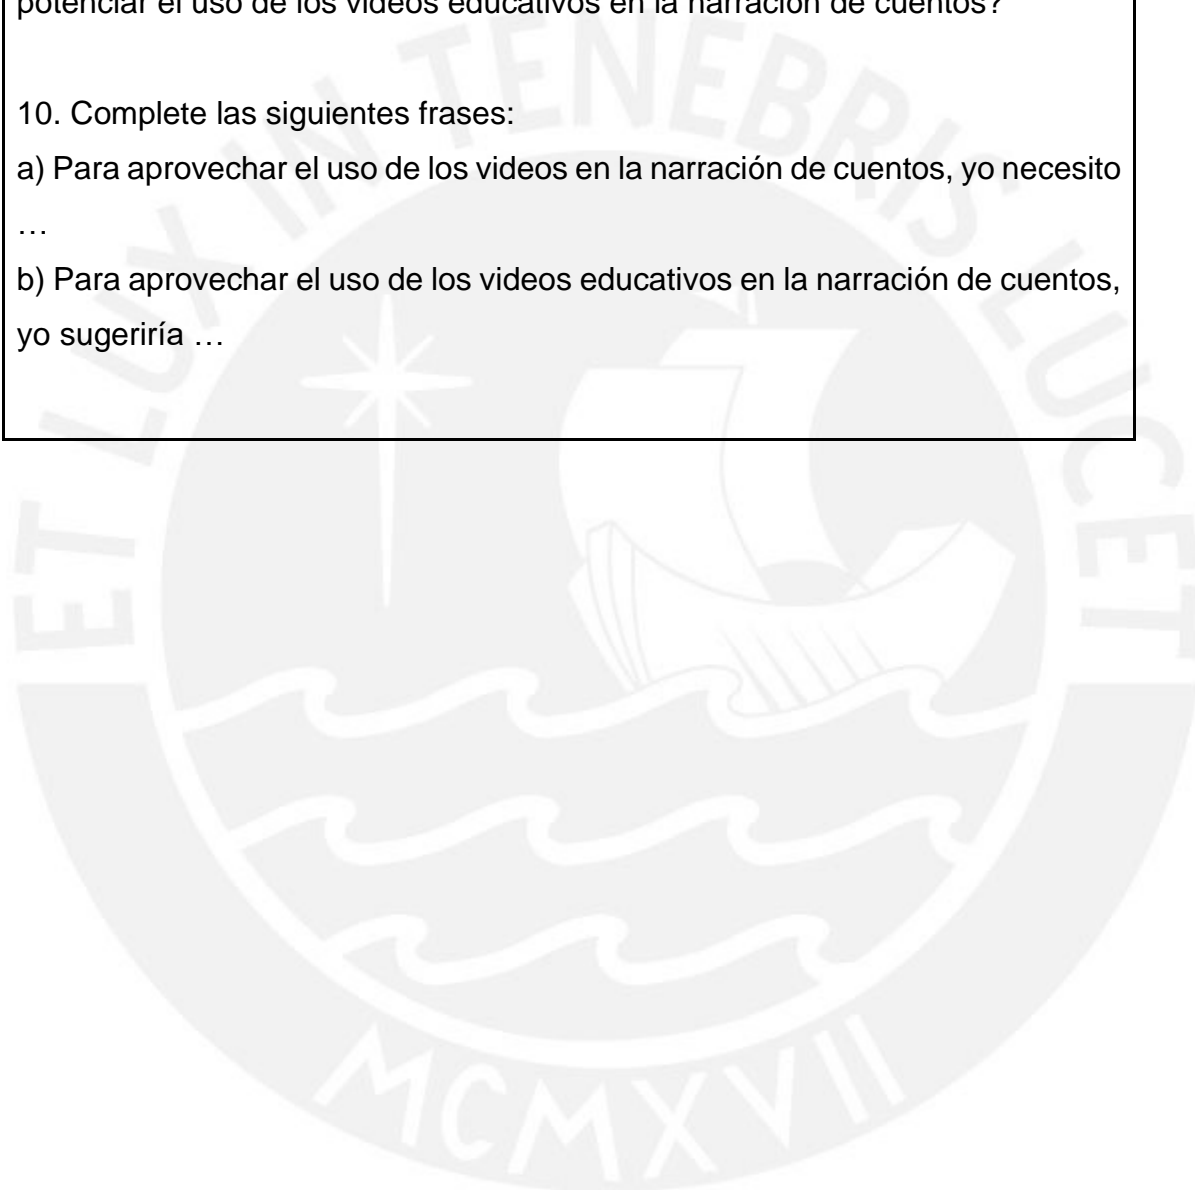 potenciar el uso de los videos educativos en la narración de cuentos?
10. Complete las siguientes frases:
a) Para aprovechar el uso de los videos en la narración de cuentos, yo necesito
…
b) Para aprovechar el uso de los videos educativos en la narración de cuentos,
yo sugeriría …
ET LUX IN TENEBRIS LUCET
MCMXVII